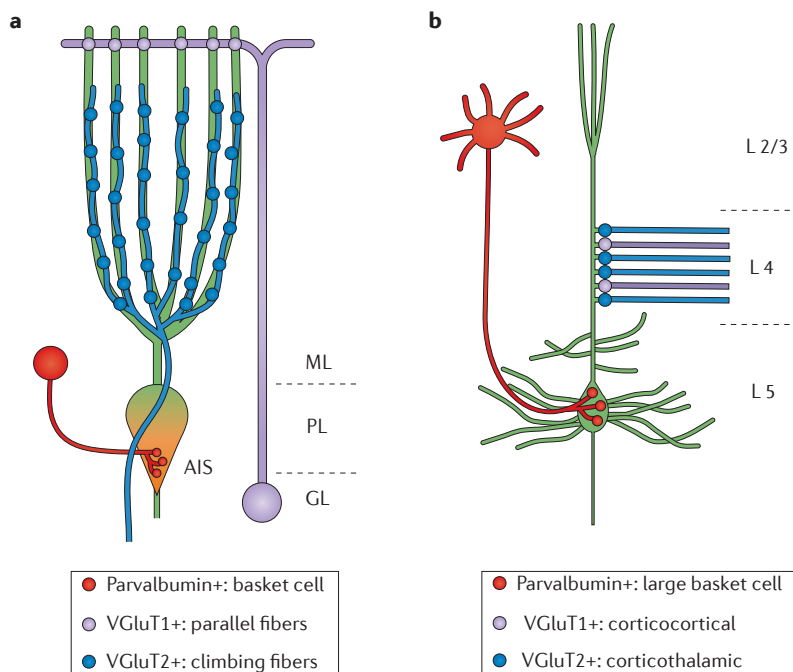 a
ML
PL
AIS
GL
Parvalbumin+: basket cell
VGluT1+: parallel fibers
VGluT2+: climbing fibers
b
L 2/3
L 4
L 5
Parvalbumin+: large basket cell
VGluT1+: corticocortical
VGluT2+: corticothalamic